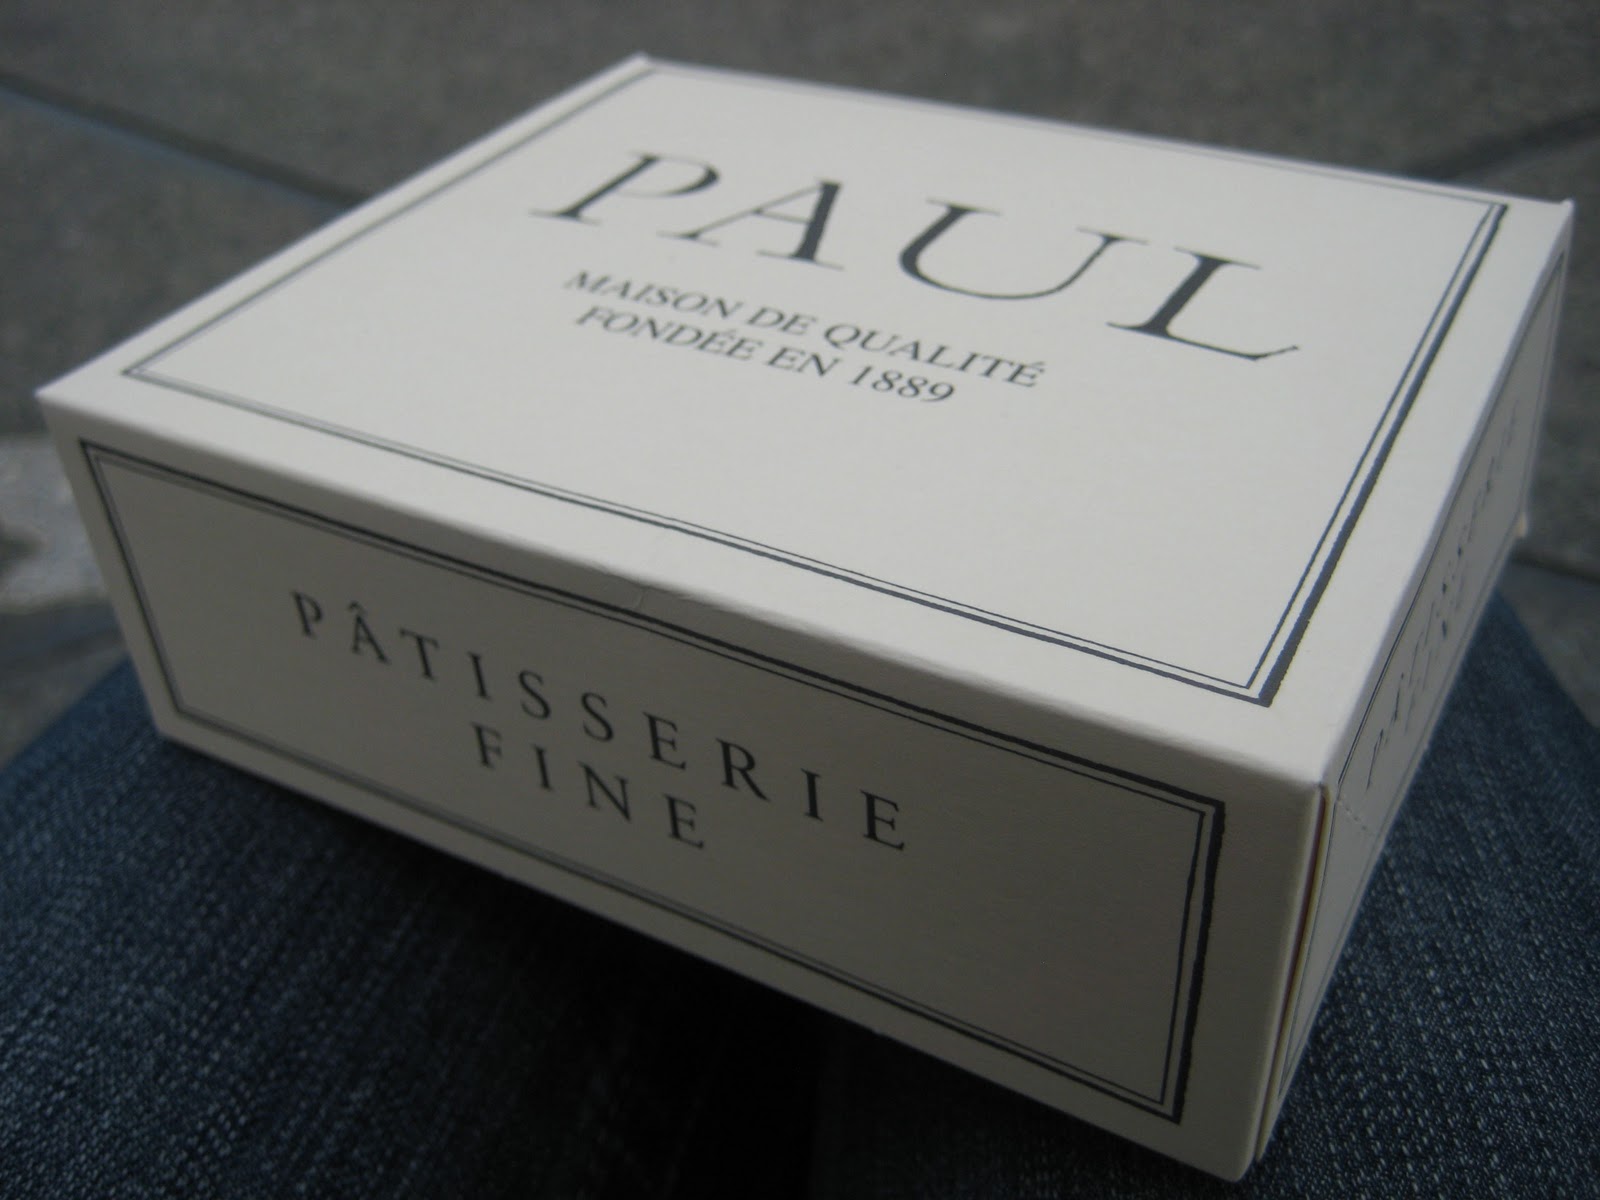 PAUL
MAISON DE QUALITÉ
FONDÉE EN 1889
PÂTISSERIE
FINE